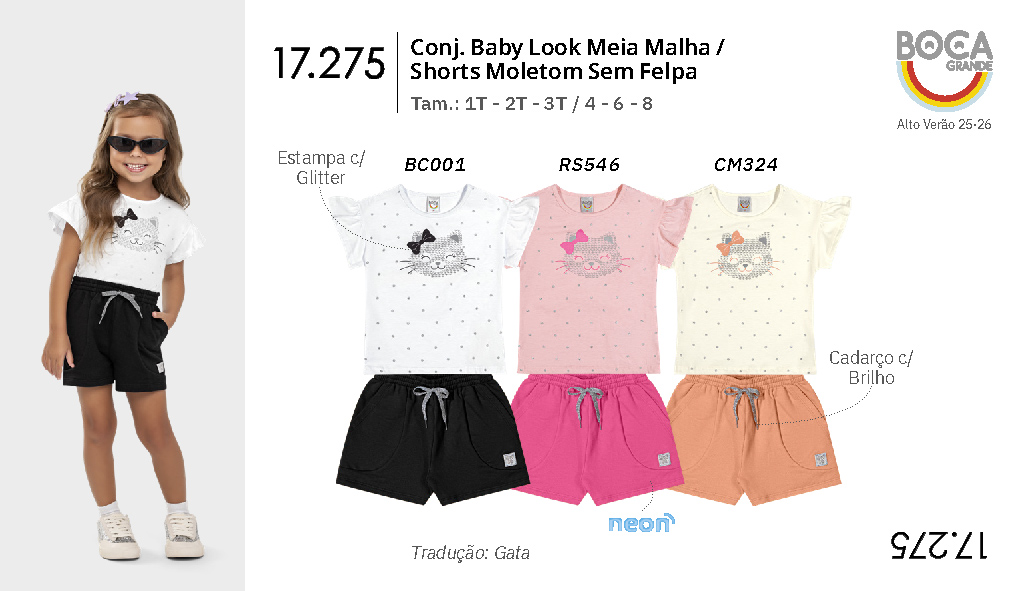 17.275
Conj. Baby Look Meia Malha /
Shorts Moletom Sem Felpa
Tam.: 1T - 2T - 3T / 4 - 6 - 8
BOCA
GRANDE
Alto Verão 25-26
Estampa c/
Glitter
BC001
RS546
CM324
Cadarço c/
Brilho
neon
Tradução: Gata
17.275